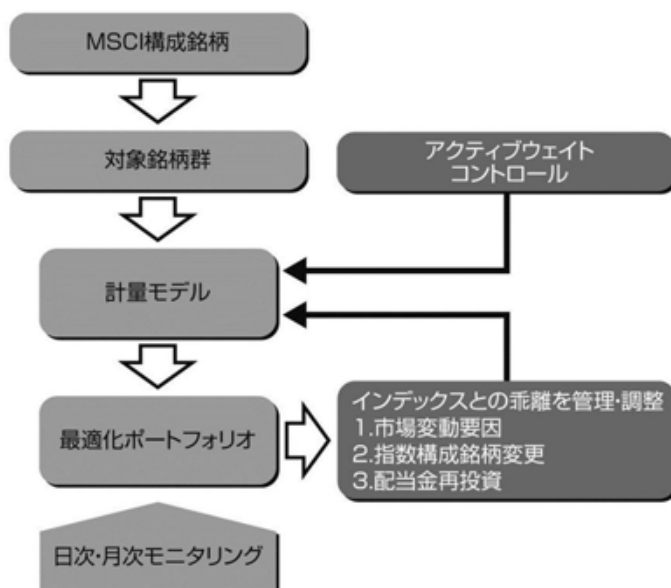 MSCI構成銘柄
対象銘柄群
アクティブウェイト
コントロール
計量モデル
最適化ポートフォリオ
インデックスとの乖離を管理・調整
1.市場変動要因
2.指数構成銘柄変更
3.配当金再投資
日次・月次モニタリング